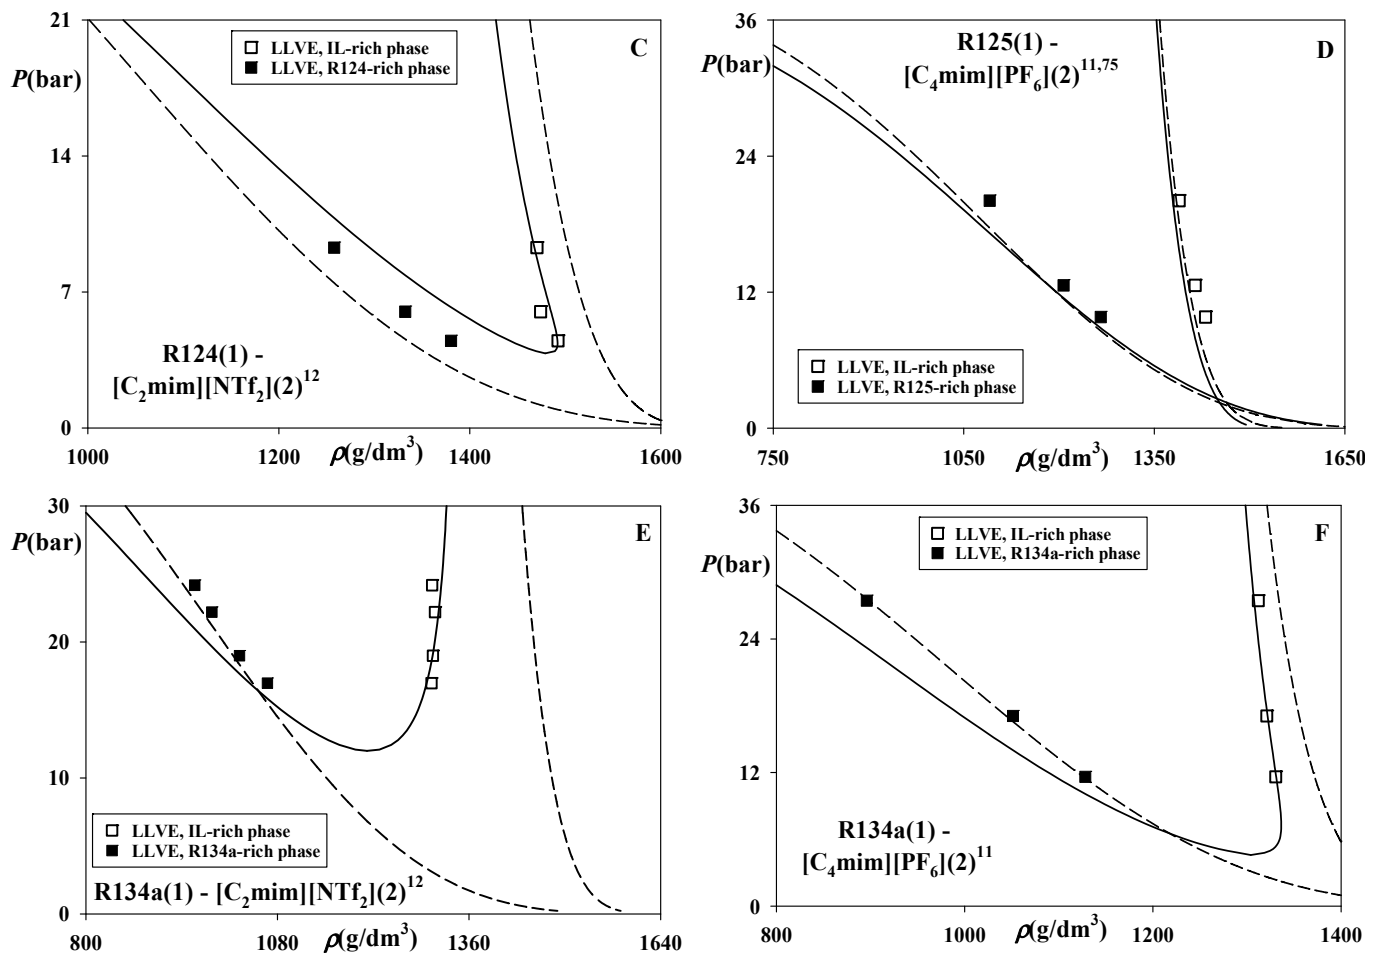 21
14
7
0
P(bar)
LLVE, IL-rich phase
LLVE, R124-rich phase
C
R124(1) -
[C₂mim][NTf₂](2)¹²
1000
1200
ρ(g/dm³)
1400
1600
36
24
12
0
P(bar)
R125(1) -
[C₄mim][PF₆](2)¹¹,⁷⁵
D
LLVE, IL-rich phase
LLVE, R125-rich phase
750
1050
ρ(g/dm³)
1350
1650
30
20
10
0
P(bar)
E
LLVE, IL-rich phase
LLVE, R134a-rich phase
R134a(1) - [C₂mim][NTf₂](2)¹²
800
1080
ρ(g/dm³)
1360
1640
36
24
12
0
P(bar)
LLVE, IL-rich phase
LLVE, R134a-rich phase
F
R134a(1) -
[C₄mim][PF₆](2)¹¹
800
1000
ρ(g/dm³)
1200
1400